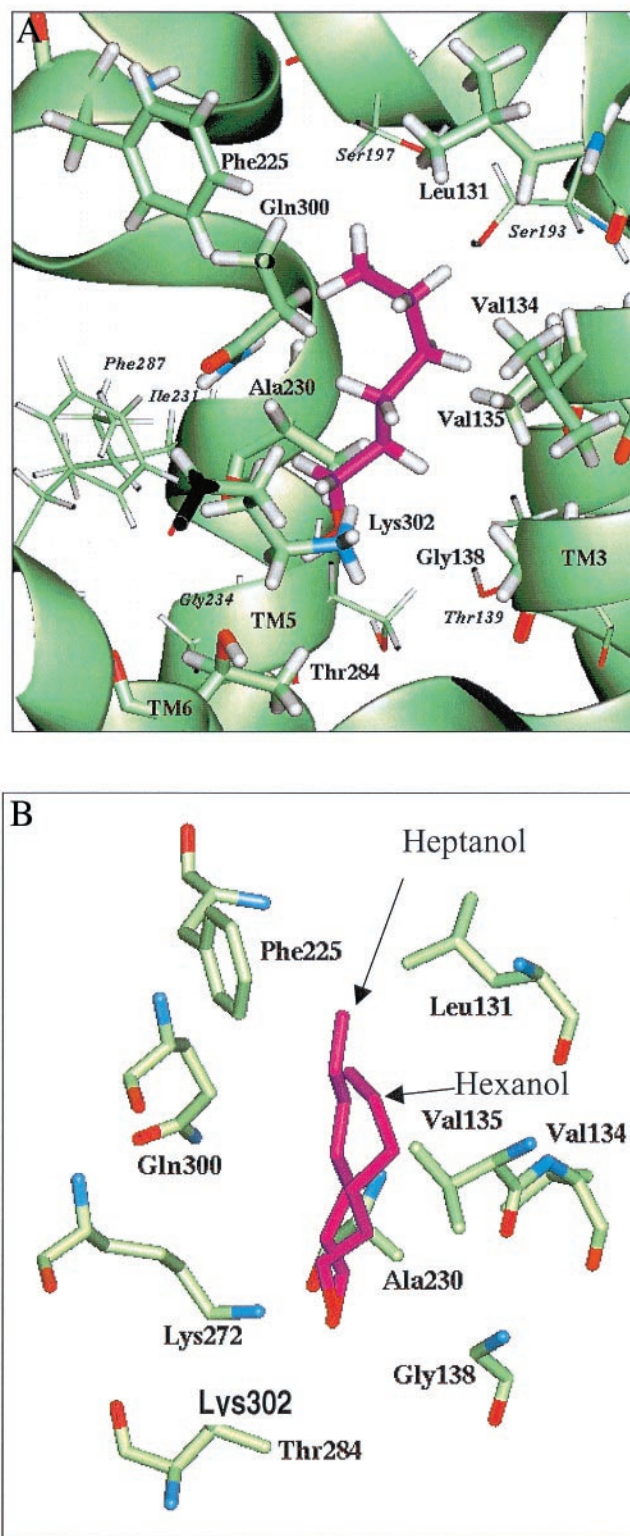 A
Phe225
Ser197
Leu131
Gln300
Ser193
Val134
Phe287
Ile231
Ala230
Val135
Lys302
Gly138
TM3
Gly234
Thr139
TM5
Thr284
TM6
B
Heptanol
Phe225
Leu131
Hexanol
Val135
Val134
Gln300
Ala230
Lys272
Gly138
Lys302
Thr284